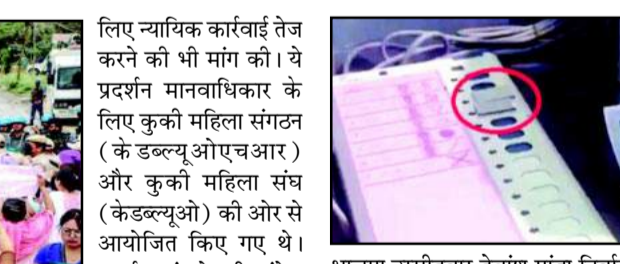 लिए न्यायिक कार्रवाई तेज
करने की भी मांग की। ये
प्रदर्शन मानवाधिकार के
लिए कुकी महिला संगठन
(केडब्ल्यूओएचआर)
और कुकी महिला संघ
(केडब्ल्यूओ) की ओर से
आयोजित किए गए थे।